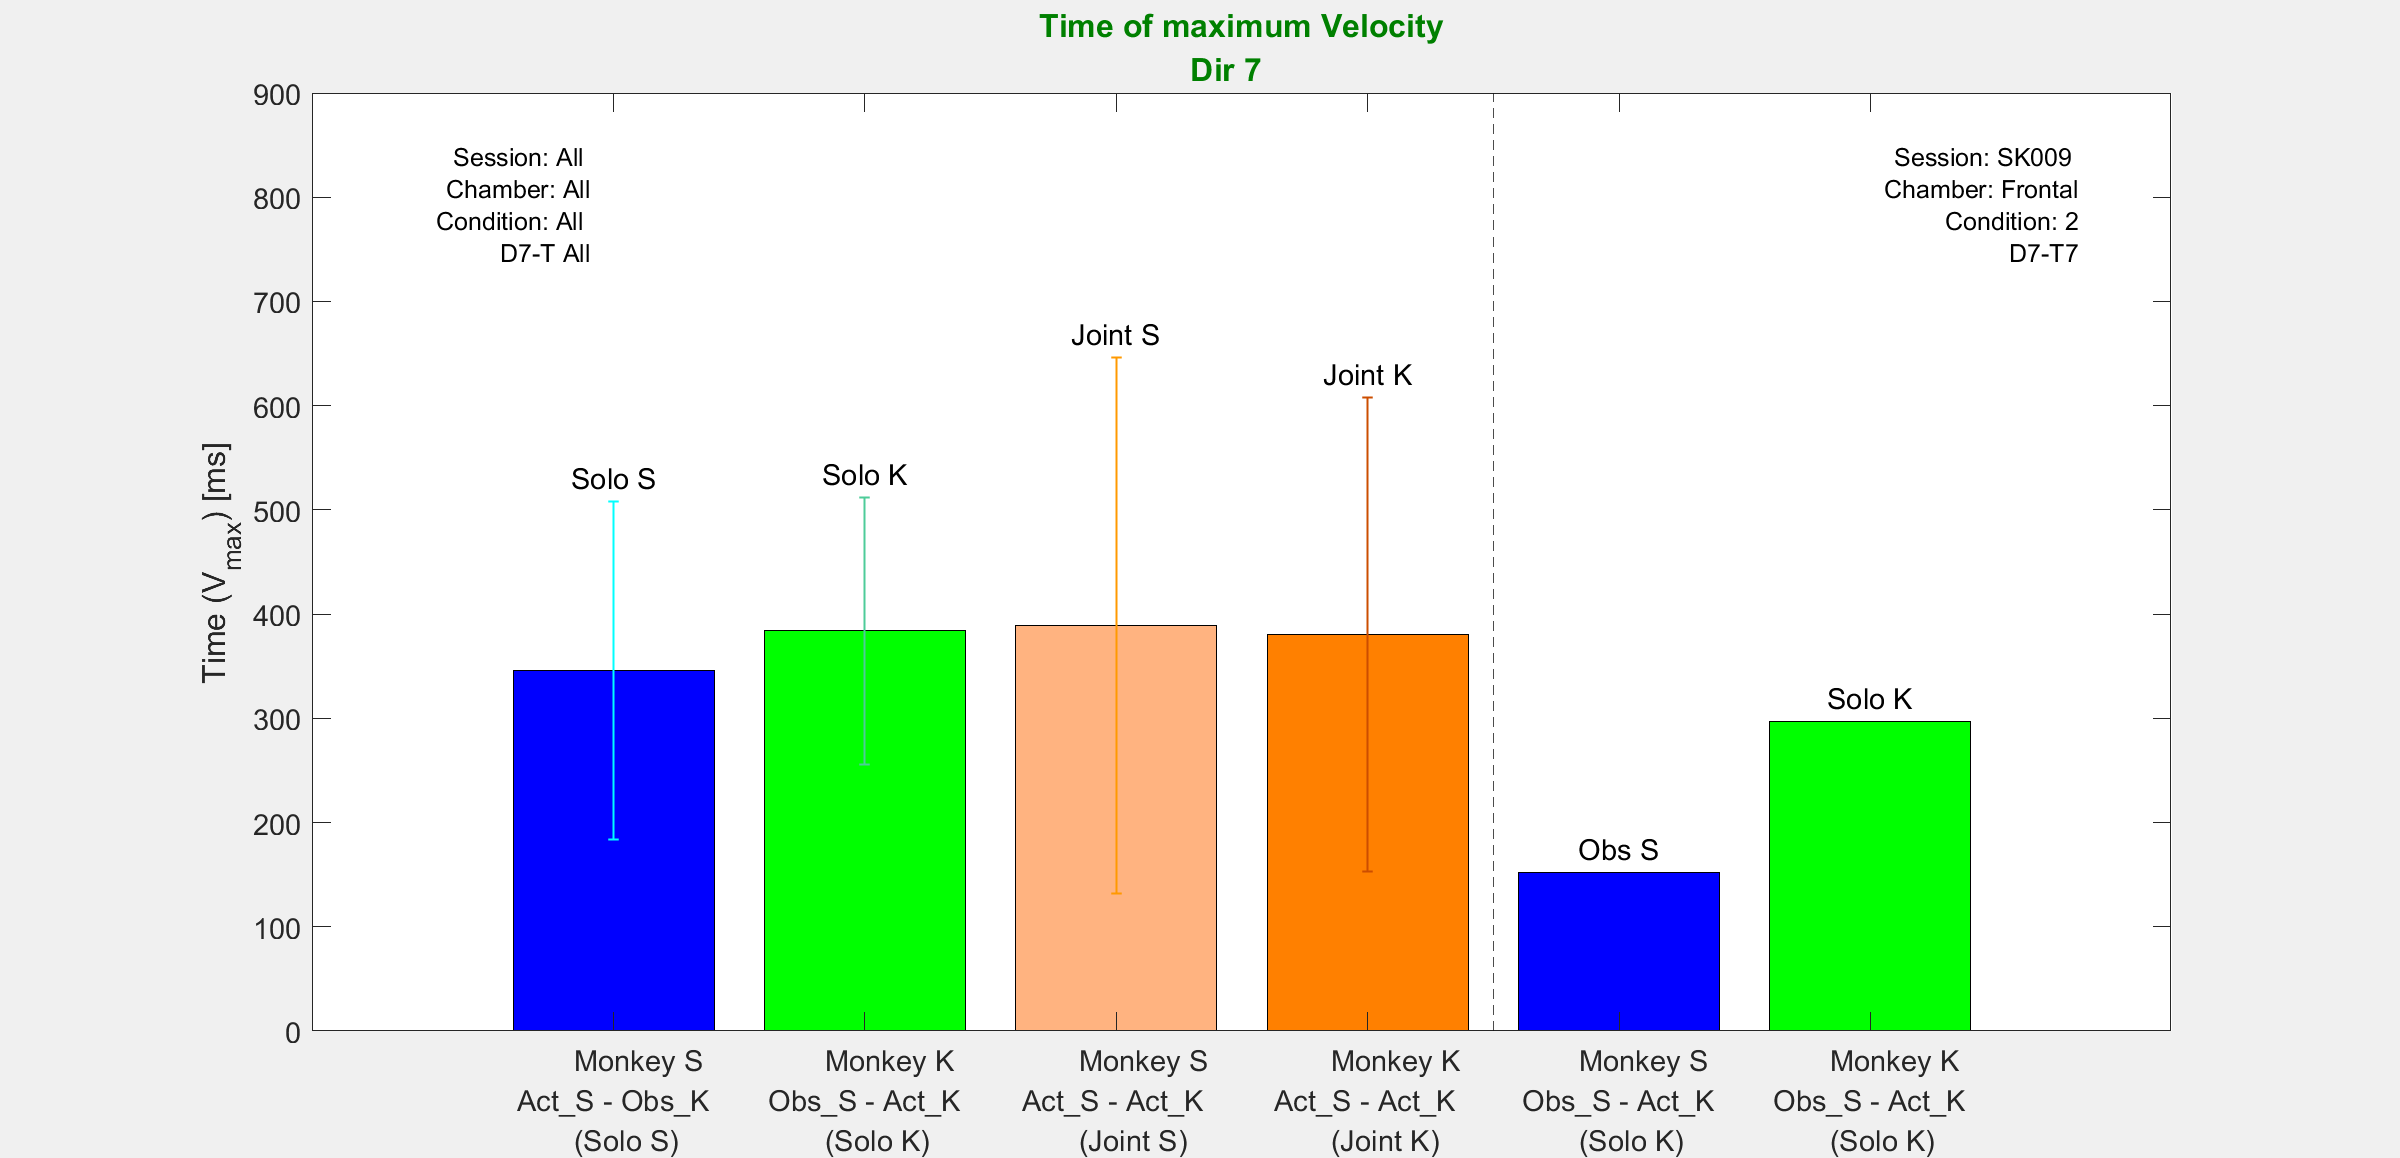 Time of maximum Velocity
Dir 7
900
800
700
600
500
400
300
200
100
0
Time (Vmax) [ms]
Session: All
Chamber: All
Condition: All
D7-T All
Session: SK009
Chamber: Frontal
Condition: 2
D7-T7
Solo S
Solo K
Joint S
Joint K
Obs S
Solo K
Monkey S
Act_S - Obs_K
(Solo S)
Monkey K
Obs_S - Act_K
(Solo K)
Monkey S
Act_S - Act_K
(Joint S)
Monkey K
Act_S - Act_K
(Joint K)
Monkey S
Obs_S - Act_K
(Solo K)
Monkey K
Obs_S - Act_K
(Solo K)